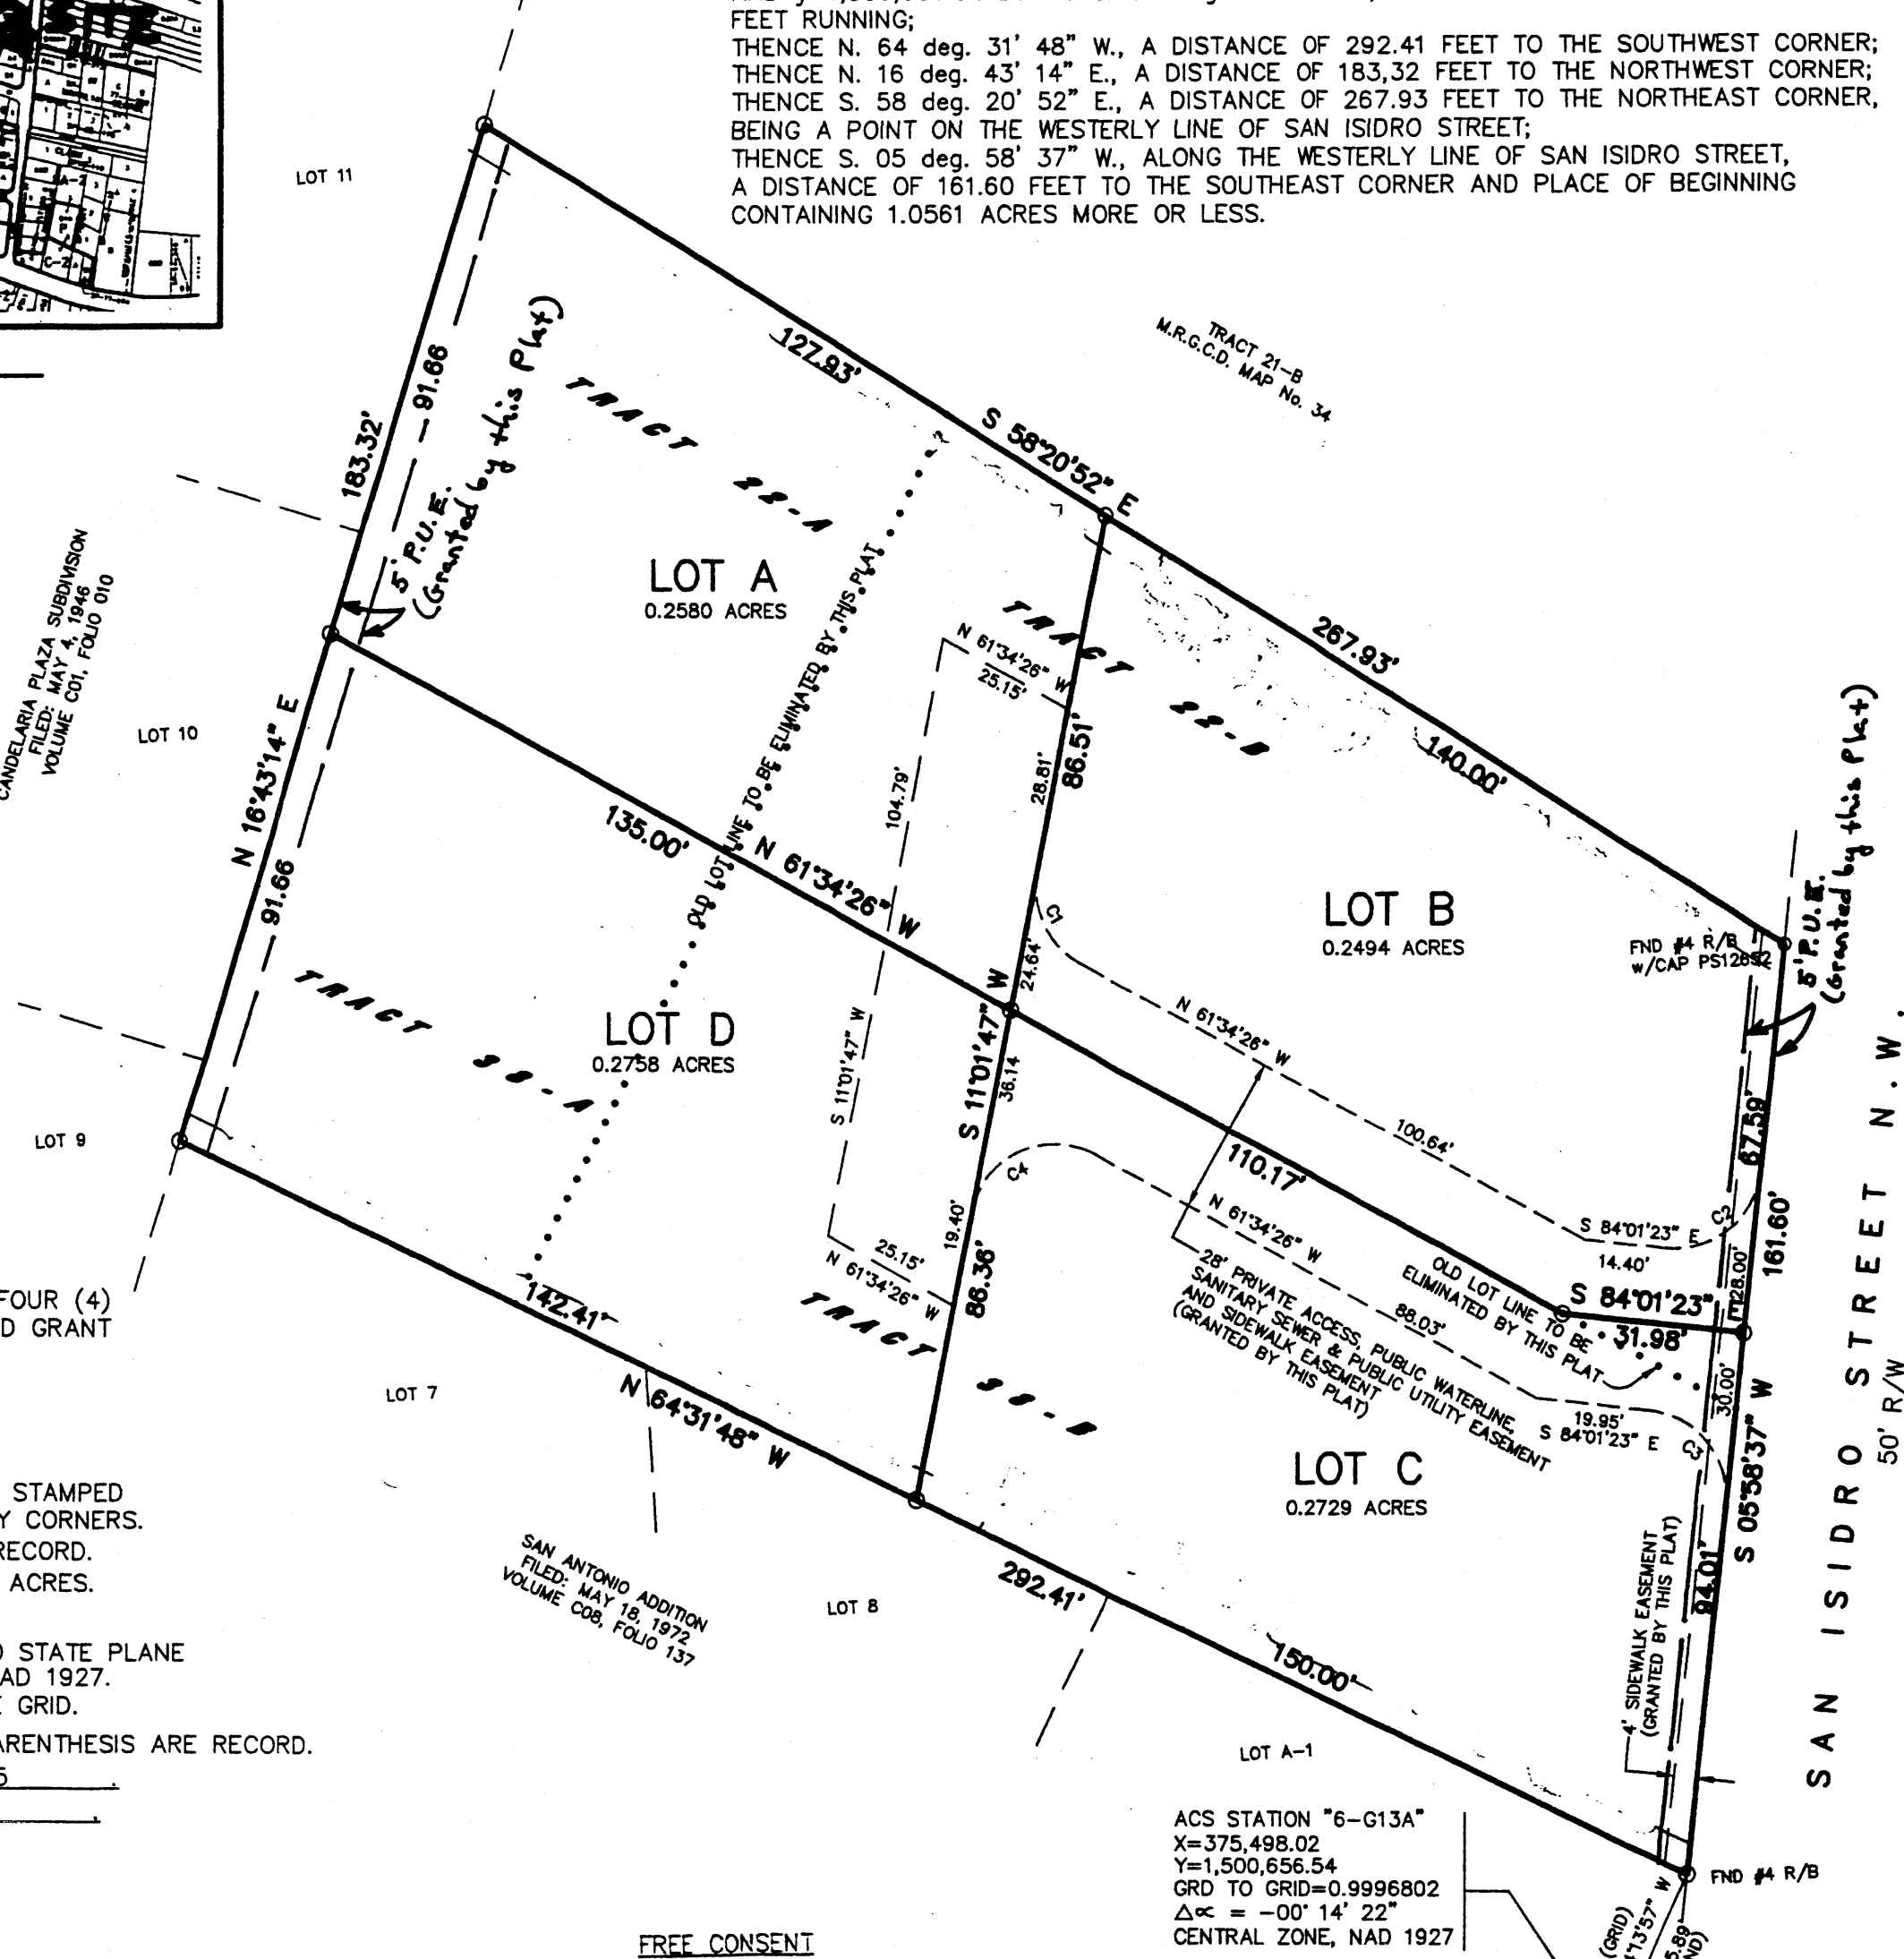 FEET RUNNING;
THENCE N. 64 deg. 31' 48" W., A DISTANCE OF 292.41 FEET TO THE SOUTHWEST CORNER;
THENCE N. 16 deg. 43' 14" E., A DISTANCE OF 183,32 FEET TO THE NORTHWEST CORNER;
THENCE S. 58 deg. 20' 52" E., A DISTANCE OF 267.93 FEET TO THE NORTHEAST CORNER,
BEING A POINT ON THE WESTERLY LINE OF SAN ISIDRO STREET;
THENCE S. 05 deg. 58' 37" W., ALONG THE WESTERLY LINE OF SAN ISIDRO STREET,
A DISTANCE OF 161.60 FEET TO THE SOUTHEAST CORNER AND PLACE OF BEGINNING
CONTAINING 1.0561 ACRES MORE OR LESS.
LOT 11
TRACT 21-B
M.R.G.C.D. MAP No. 34
127.93'
S 58°20'52" E
267.93'
140.00'
183.32'
91.66
5' P.U.E.
(Granted by this Plat)
TRACT 22-A
LOT A
0.2580 ACRES
OLD LOT LINE TO BE ELIMINATED BY THIS PLAT
TRACT 22-B
N 61°34'26" W
25.15'
28.81'
86.51'
104.79'
CANDELARIA PLAZA SUBDIVISION
FILED: MAY 4, 1946
VOLUME C01, FOLIO 010
LOT 10
N 16°43'14" E
91.66
135.00'
N 61°34'26" W
24.64'
C1
LOT B
0.2494 ACRES
FND #4 R/B
w/CAP PS12652
5' P.U.E.
(Granted by this Plat)
TRACT 33-A
LOT D
0.2758 ACRES
S 11°01'47" W
S 11°01'47" W
36.14
N 61°34'26" W
100.64'
67.59'
161.60'
LOT 9
C4
110.17'
19.40'
86.36'
25.15'
N 61°34'26" W
N 61°34'26" W
88.03'
S 84°01'23" E
14.40'
C2
28.00'
S 84°01'23" E
31.98'
OLD LOT LINE TO BE
ELIMINATED BY THIS PLAT
28' PRIVATE ACCESS, PUBLIC WATERLINE,
SANITARY SEWER & PUBLIC UTILITY EASEMENT
AND SIDEWALK EASEMENT
(GRANTED BY THIS PLAT)
19.95'
S 84°01'23" E
C3
30.00'
S 05°58'37" W
94.01'
SAN ISIDRO STREET N.W.
50' R/W
142.41'
N 64°31'48" W
TRACT 33-B
LOT C
0.2729 ACRES
4' SIDEWALK EASEMENT
(GRANTED BY THIS PLAT)
FOUR (4)
D GRANT
LOT 7
STAMPED
Y CORNERS.
RECORD.
ACRES.
SAN ANTONIO ADDITION
FILED: MAY 18, 1972
VOLUME C08, FOLIO 137
LOT 8
292.41'
150.00'
STATE PLANE
AD 1927.
GRID.
ARENTHESIS ARE RECORD.
LOT A-1
ACS STATION "6-G13A"
X=375,498.02
Y=1,500,656.54
GRD TO GRID=0.9996802
Δ∝ = -00° 14' 22"
CENTRAL ZONE, NAD 1927
FND #4 R/B
(GRID)
FREE CONSENT